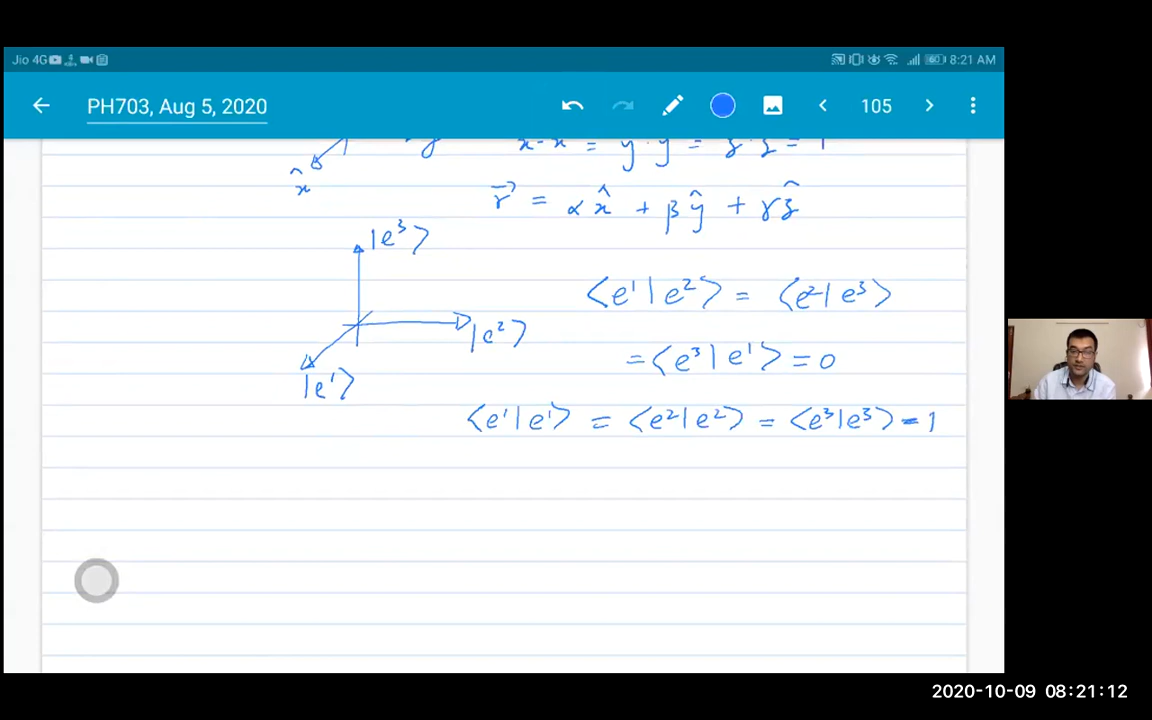 Jio 4G 8:21 AM
PH703, Aug 5, 2020 105
= ŷ · ŷ = ẑ · ẑ = 1
x̂
r⃗ = α x̂ + β ŷ + γ ẑ
|e³⟩
⟨e¹|e²⟩ = ⟨e²|e³⟩
|e²⟩
= ⟨e³|e¹⟩ = 0
|e¹⟩
⟨e¹|e¹⟩ = ⟨e²|e²⟩ = ⟨e³|e³⟩ = 1
2020-10-09 08:21:12